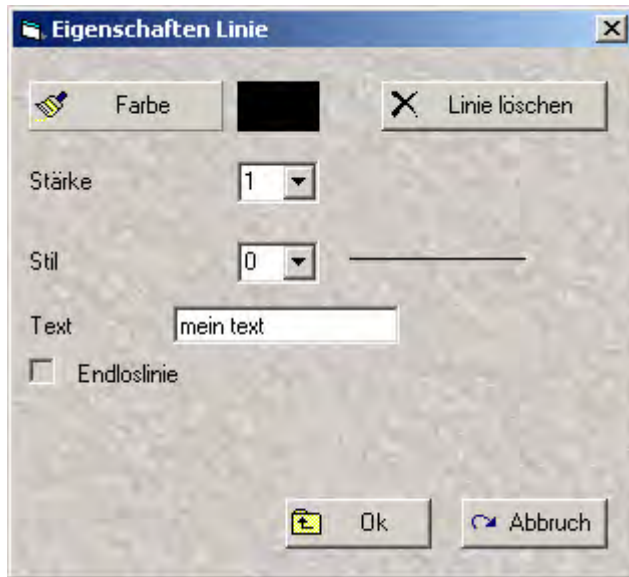 Eigenschaften Linie
Farbe
Linie löschen
Stärke
1
Stil
0
Text
mein text
Endloslinie
Ok
Abbruch